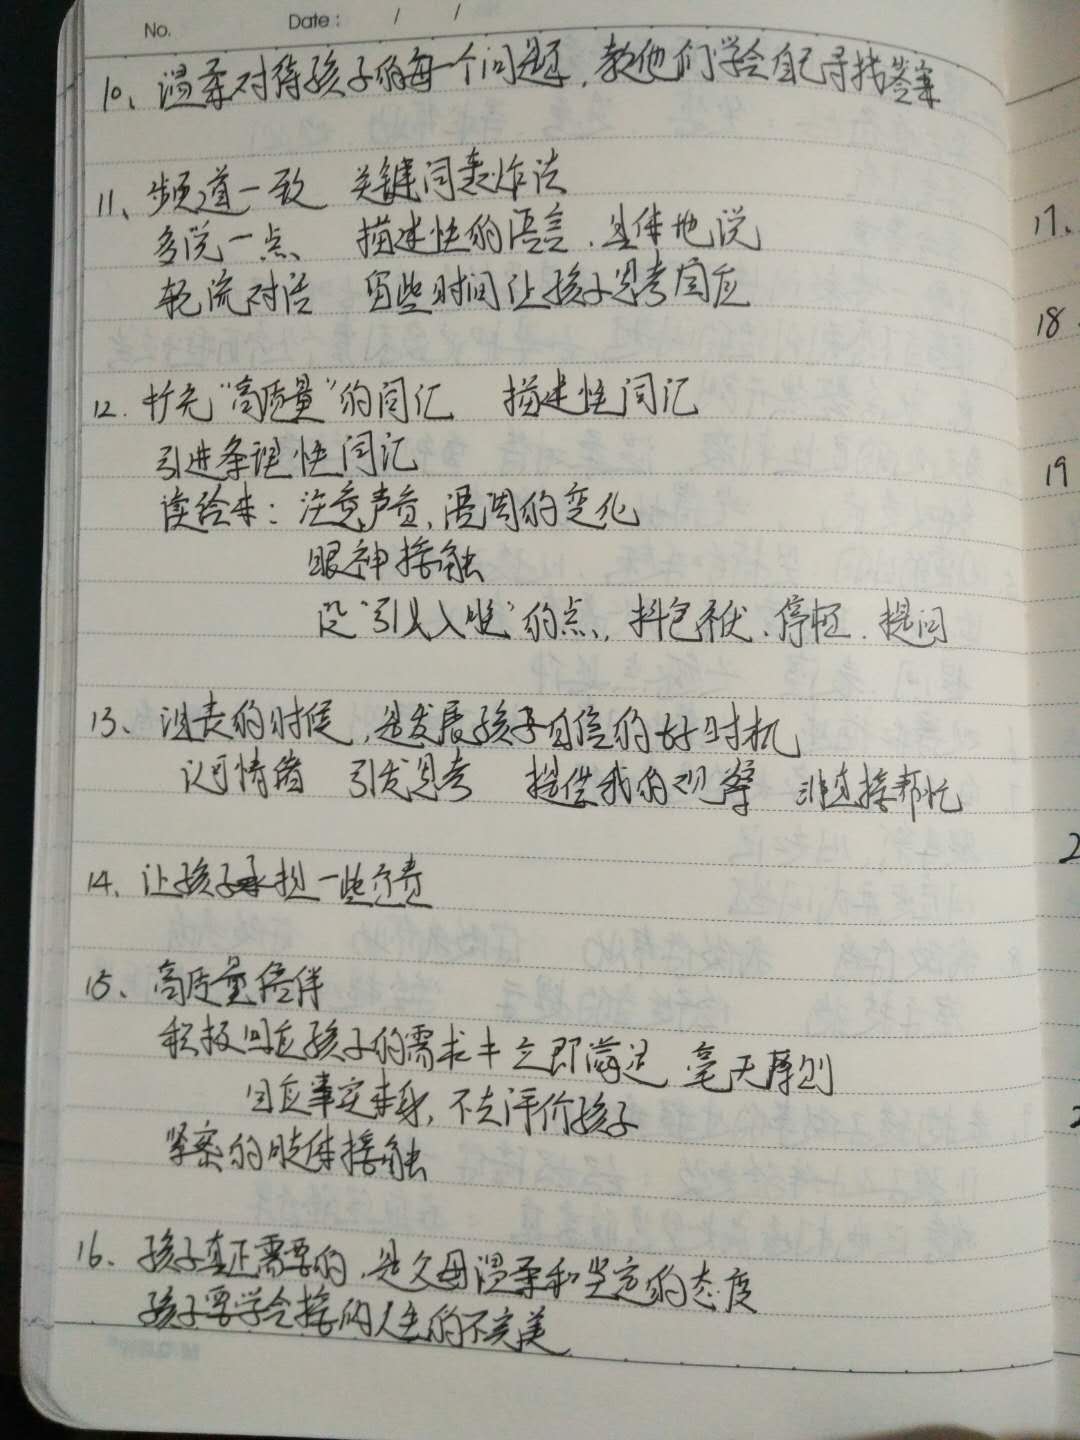 No.
Date: / /
10、温柔对待孩子的每一个问题，教他们学会自己寻找答案
11、频道一致 关键词轰炸法
多说一点、 描述性的语言、具体地说
轮流对话 留些时间让孩子思考回应
12. 扩充“高质量”的词汇 描述性词汇
引进条理性词汇
读绘本：注意声音、语调的变化
眼神接触
设“引人入胜”的点，抖包袱、停顿、提问
13、沮丧的时候，是发展孩子自信的好时机
认可情绪 引发思考 提供我的观察 非直接帮忙
14、让孩子承担一些责任
15、高质量陪伴
积极回应孩子的需求≠立即满足
回应事实本身，不去评价孩子
紧密的肢体接触
16、孩子真正需要的，是父母温柔和坚定的态度
孩子要学会接纳人生的不完美
17、
18
19
2
2